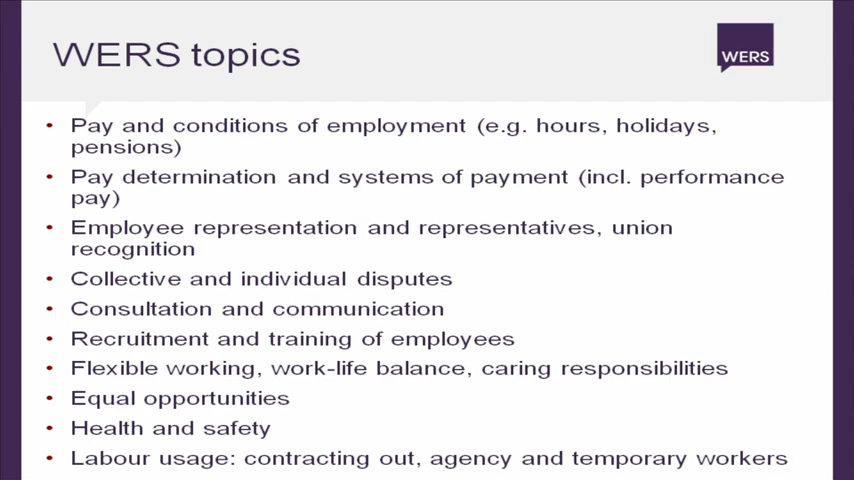 WERS topics
WERS
• Pay and conditions of employment (e.g. hours, holidays,
pensions)
• Pay determination and systems of payment (incl. performance
pay)
• Employee representation and representatives, union
recognition
• Collective and individual disputes
• Consultation and communication
• Recruitment and training of employees
• Flexible working, work-life balance, caring responsibilities
• Equal opportunities
• Health and safety
• Labour usage: contracting out, agency and temporary workers